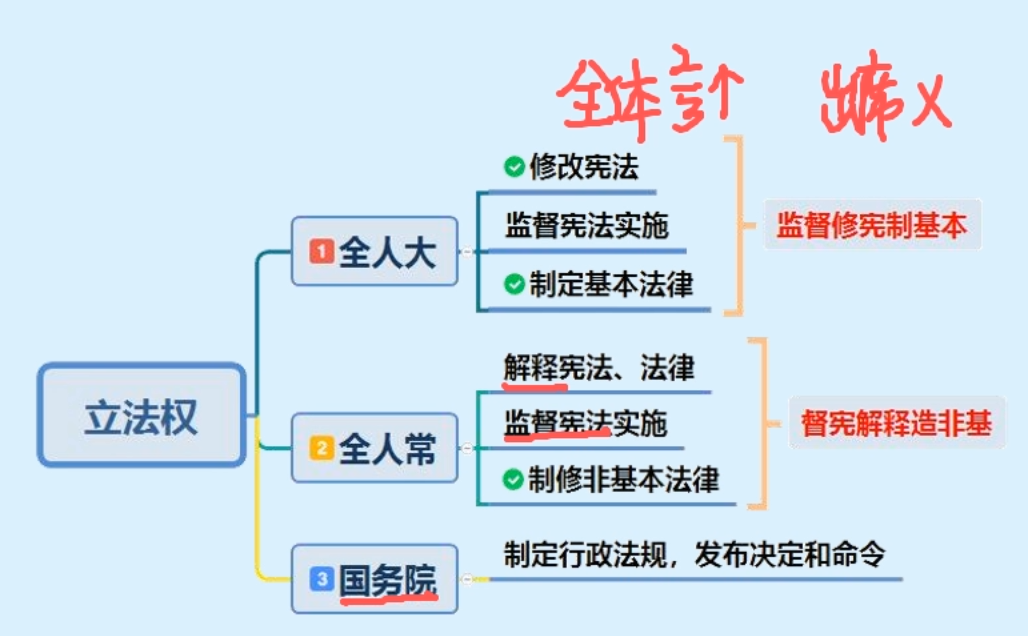 全体 出席
修改宪法
监督宪法实施
制定基本法律
监督修宪制基本
1 全人大
解释宪法、法律
监督宪法实施
制修非基本法律
督宪解释造非基
立法权
2 全人常
制定行政法规，发布决定和命令
3 国务院